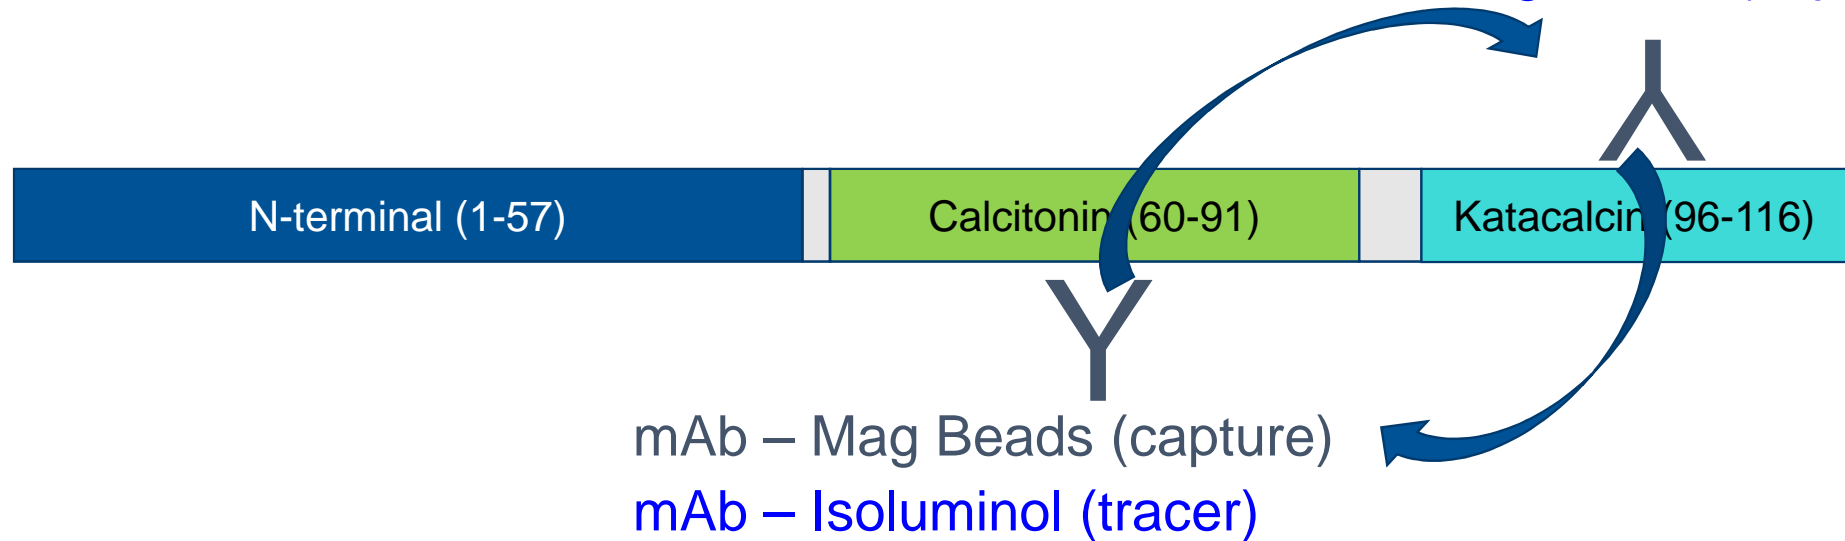 N-terminal (1-57)
Calcitonin (60-91)
Katacalcin (96-116)
mAb – Mag Beads (capture)
mAb – Isoluminol (tracer)